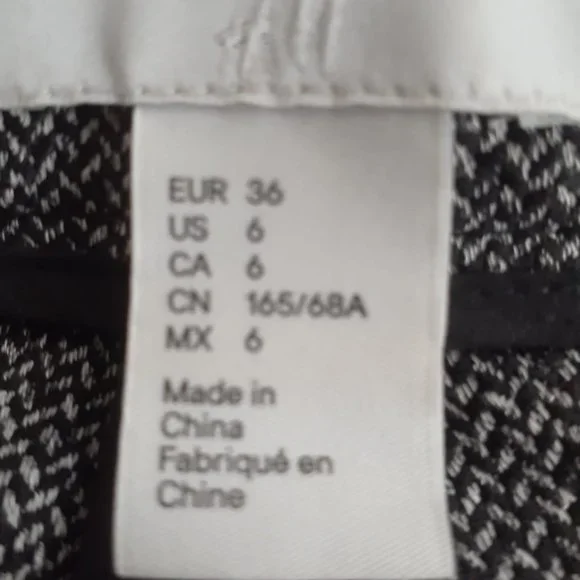 EUR 36
US 6
CA 6
CN 165/68A
MX 6
Made in
China
Fabriqué en
Chine